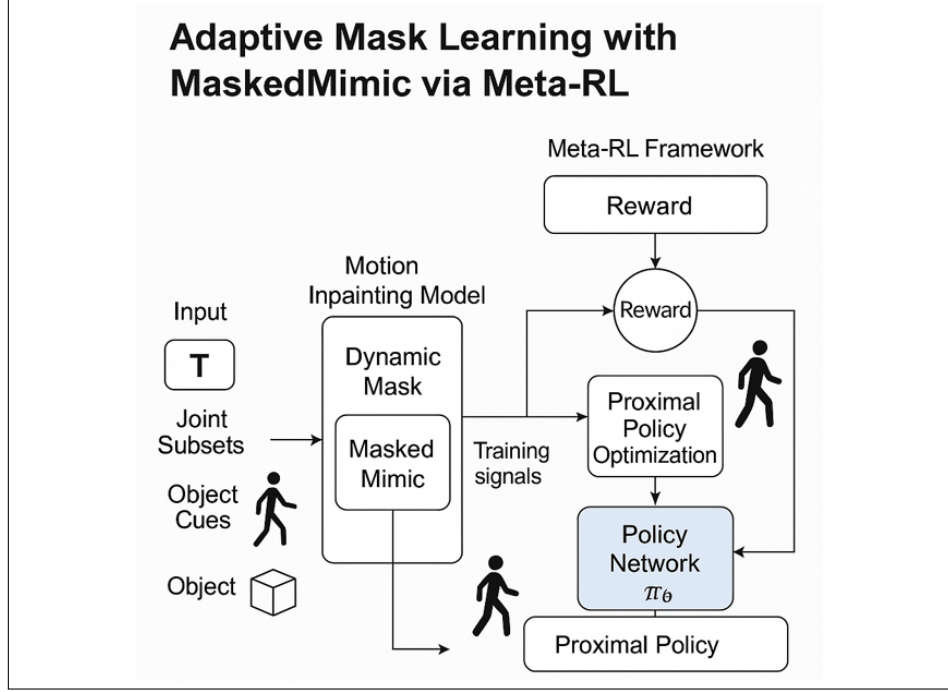 Adaptive Mask Learning with
MaskedMimic via Meta-RL
Meta-RL Framework
Reward
Reward
Motion
Inpainting Model
Dynamic
Mask
Masked
Mimic
Input
T
Joint
Subsets
Object
Cues
Object
Training
signals
Proximal
Policy
Optimization
Policy
Network
πθ
Proximal Policy